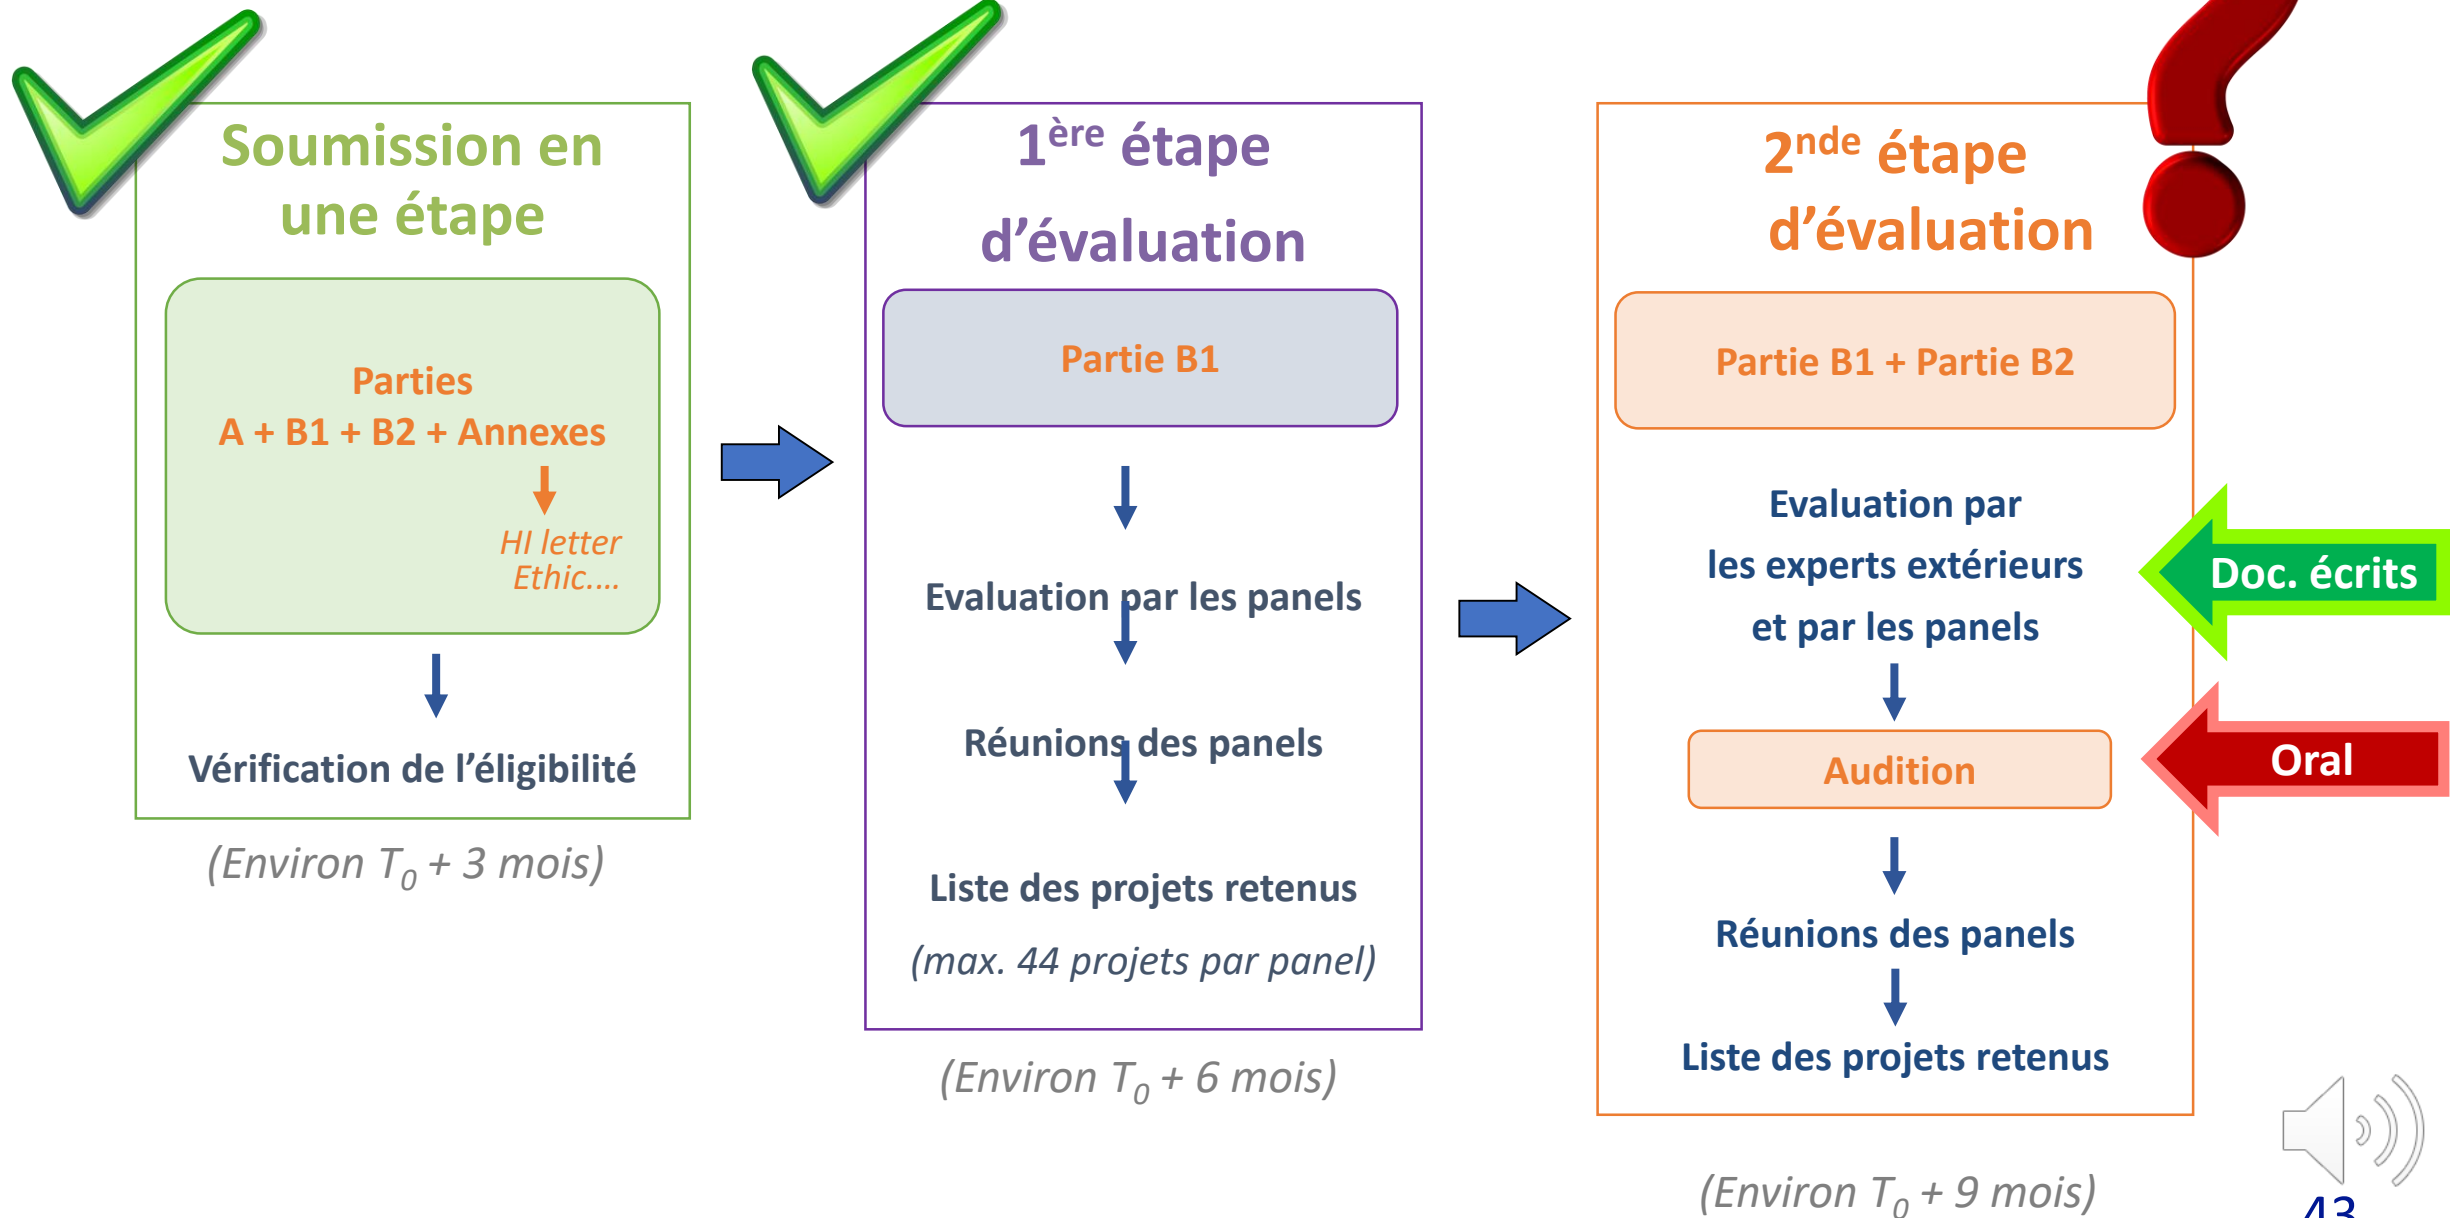 Soumission en
une étape
Parties
A + B1 + B2 + Annexes
HI letter
Ethic....
Vérification de l’éligibilité
(Environ T0 + 3 mois)
1ère étape
d’évaluation
Partie B1
Evaluation par les panels
Réunions des panels
Liste des projets retenus
(max. 44 projets par panel)
(Environ T0 + 6 mois)
2nde étape
d’évaluation
Partie B1 + Partie B2
Evaluation par
les experts extérieurs
et par les panels
Doc. écrits
Audition
Oral
Réunions des panels
Liste des projets retenus
(Environ T0 + 9 mois)
43